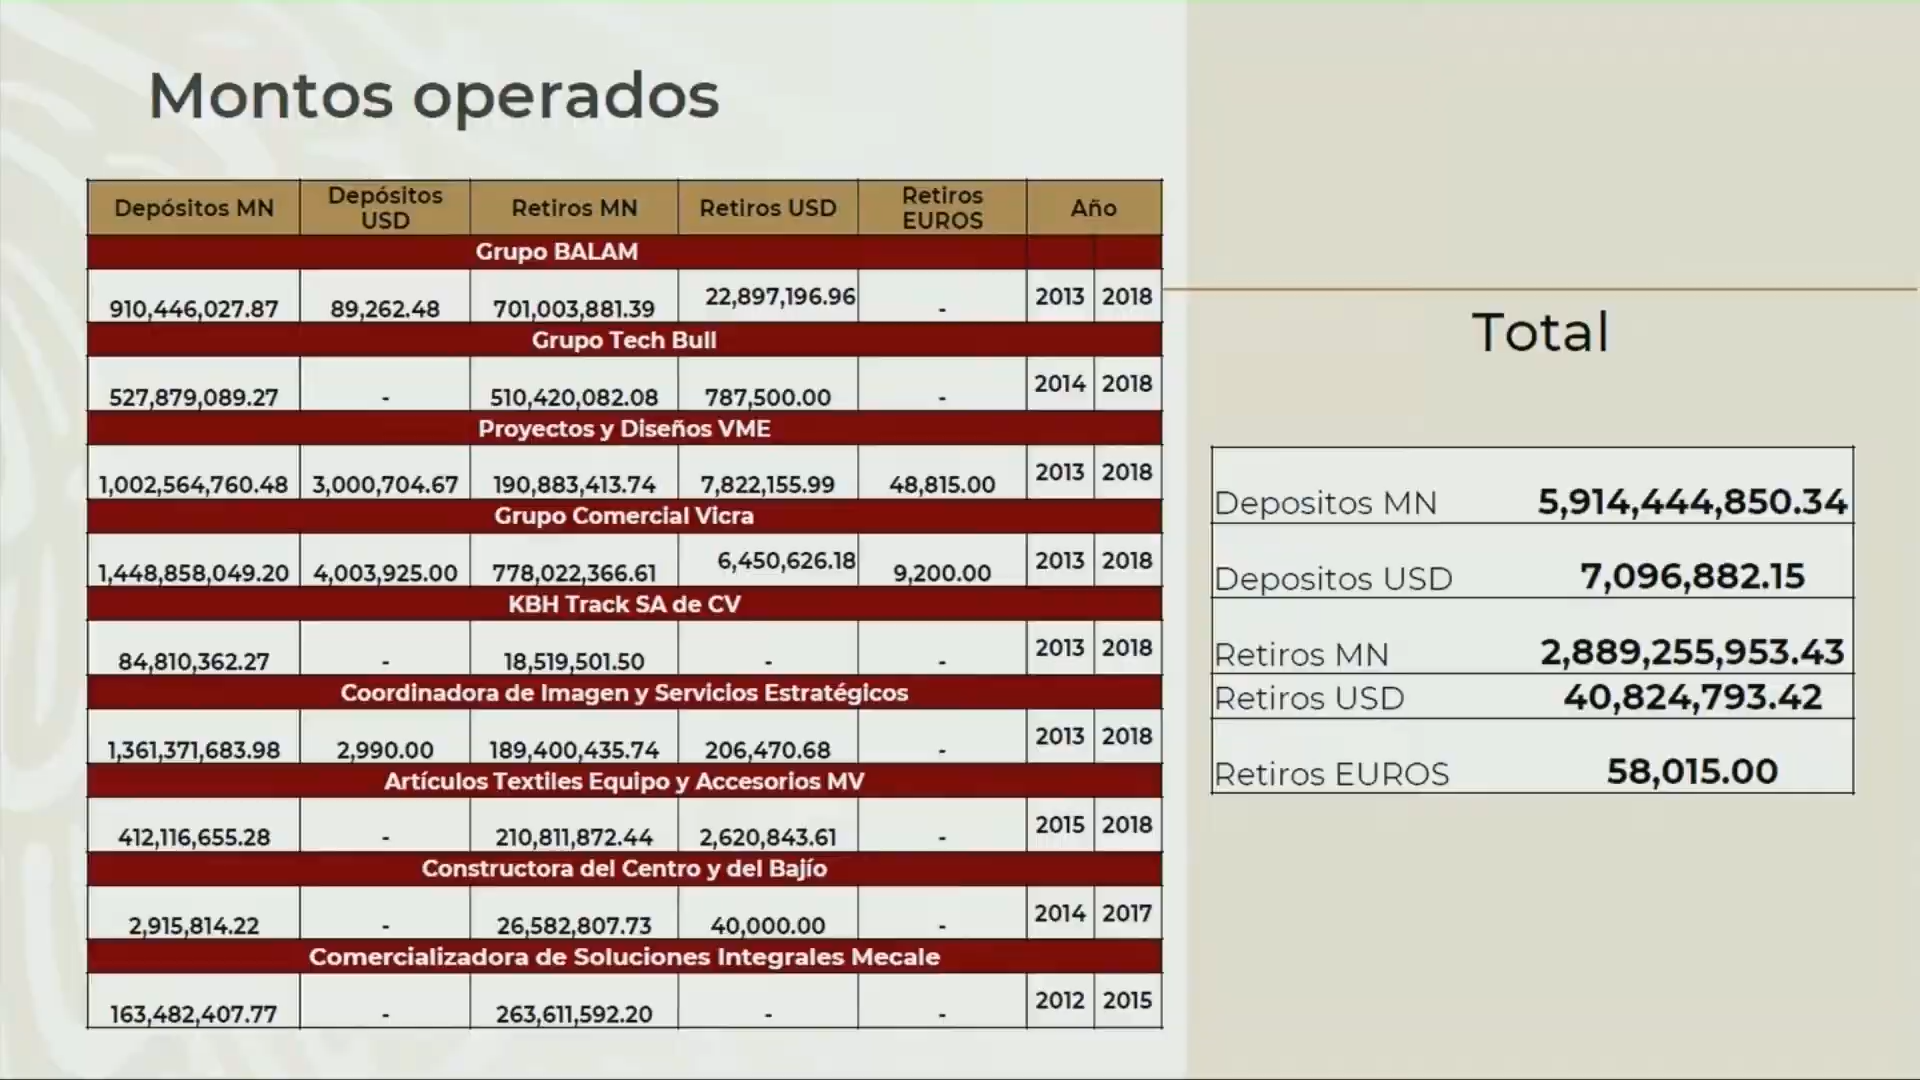 Montos operados
Depósitos MN Depósitos USD Retiros MN Retiros USD Retiros EUROS Año
Grupo BALAM
910,446,027.87 89,262.48 701,003,881.39 22,897,196.96 - 2013 2018
Grupo Tech Bull
527,879,089.27 - 510,420,082.08 787,500.00 - 2014 2018
Proyectos y Diseños VME
1,002,564,760.48 3,000,704.67 190,883,413.74 7,822,155.99 48,815.00 2013 2018
Grupo Comercial Vicra
1,448,858,049.20 4,003,925.00 778,022,366.61 6,450,626.18 9,200.00 2013 2018
KBH Track SA de CV
84,810,362.27 - 18,519,501.50 - - 2013 2018
Coordinadora de Imagen y Servicios Estratégicos
1,361,371,683.98 2,990.00 189,400,435.74 206,470.68 - 2013 2018
Artículos Textiles Equipo y Accesorios MV
412,116,655.28 - 210,811,872.44 2,620,843.61 - 2015 2018
Constructora del Centro y del Bajío
2,915,814.22 - 26,582,807.73 40,000.00 - 2014 2017
Comercializadora de Soluciones Integrales Mecale
163,482,407.77 - 263,611,592.20 - - 2012 2015
Total
Depositos MN 5,914,444,850.34
Depositos USD 7,096,882.15
Retiros MN 2,889,255,953.43
Retiros USD 40,824,793.42
Retiros EUROS 58,015.00